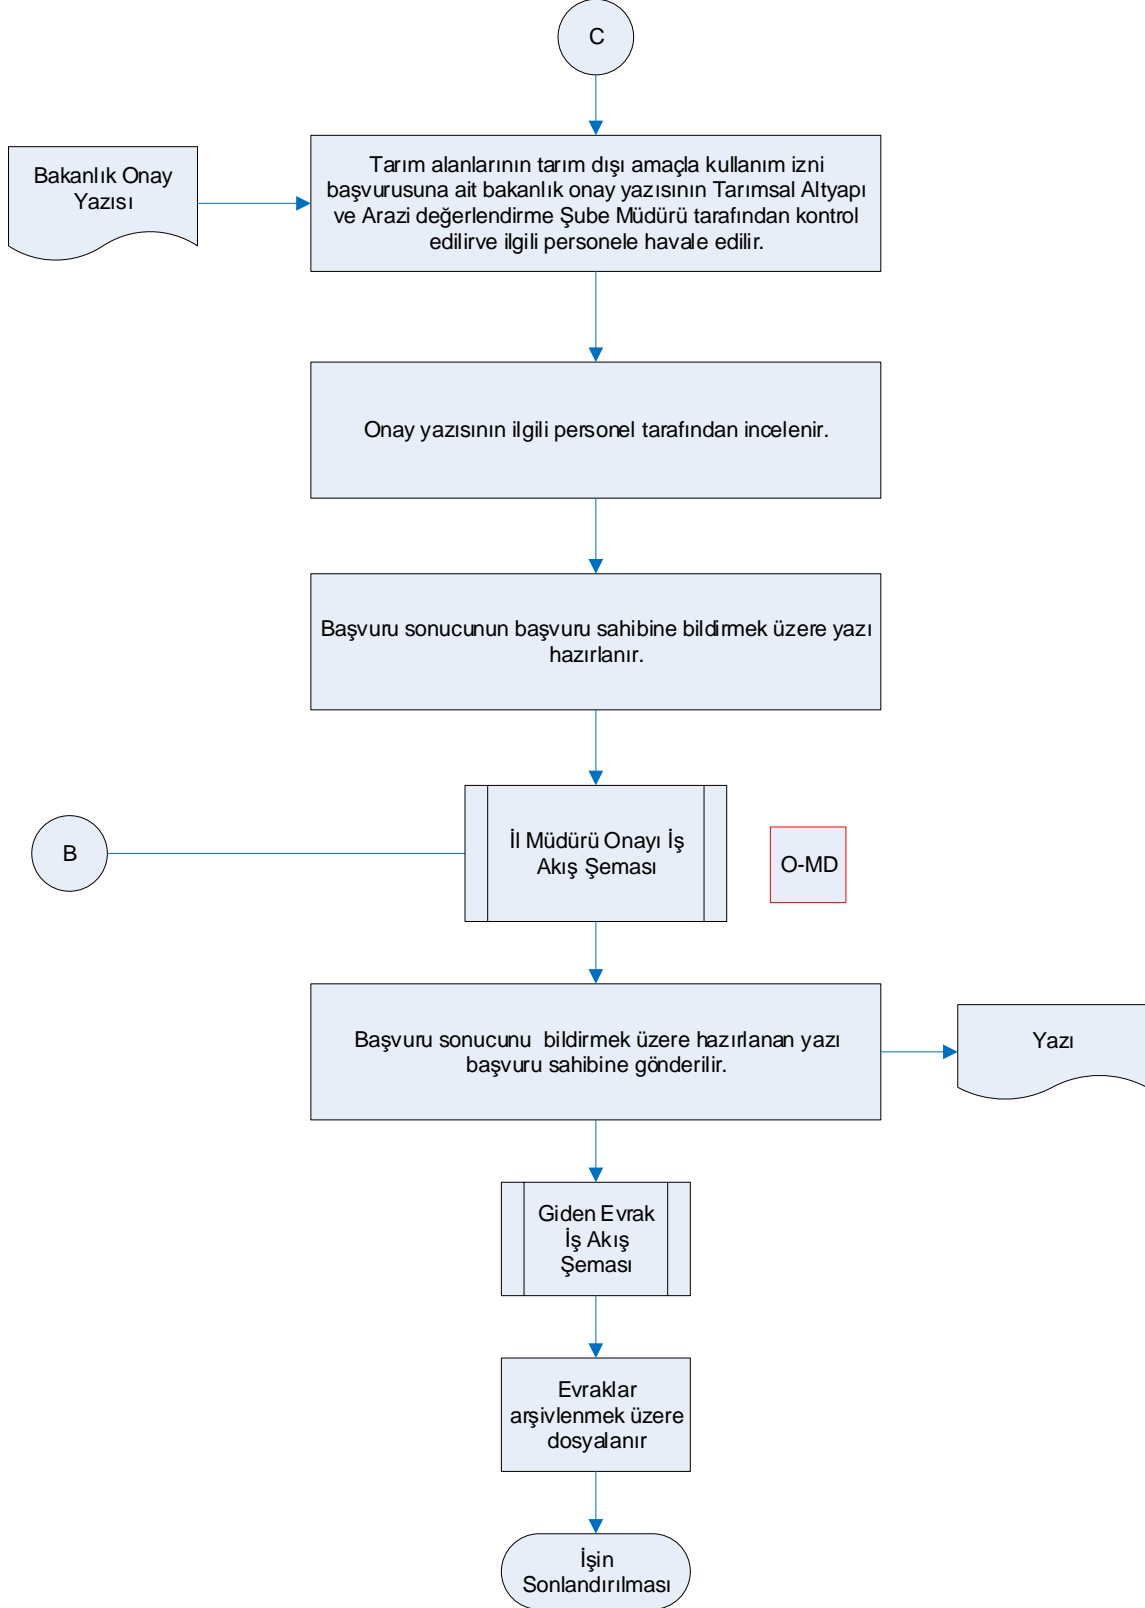 C
Bakanlık Onay
Yazısı
Tarım alanlarının tarım dışı amaçla kullanım izni
başvurusuna ait bakanlık onay yazısının Tarımsal Altyapı
ve Arazi değerlendirme Şube Müdürü tarafından kontrol
edilirve ilgili personele havale edilir.
Onay yazısının ilgili personel tarafından incelenir.
Başvuru sonucunun başvuru sahibine bildirmek üzere yazı
hazırlanır.
B
İl Müdürü Onayı İş
Akış Şeması
O-MD
Başvuru sonucunu  bildirmek üzere hazırlanan yazı
başvuru sahibine gönderilir.
Yazı
Giden Evrak
İş Akış
Şeması
Evraklar
arşivlenmek üzere
dosyalanır
İşin
Sonlandırılması